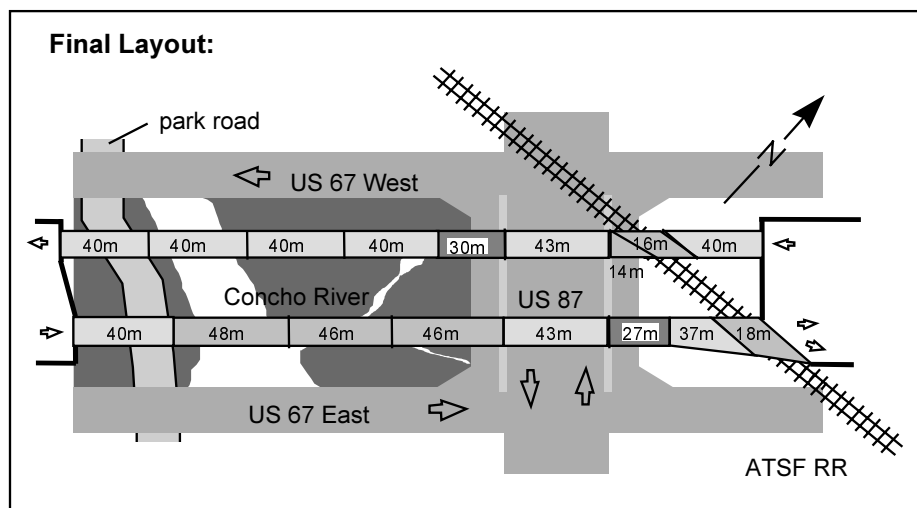 Final Layout:
park road
N
US 67 West
40m 40m 40m 40m 30m 43m 16m 40m
14m
Concho River US 87
40m 48m 46m 46m 43m 27m 37m 18m
US 67 East
ATSF RR